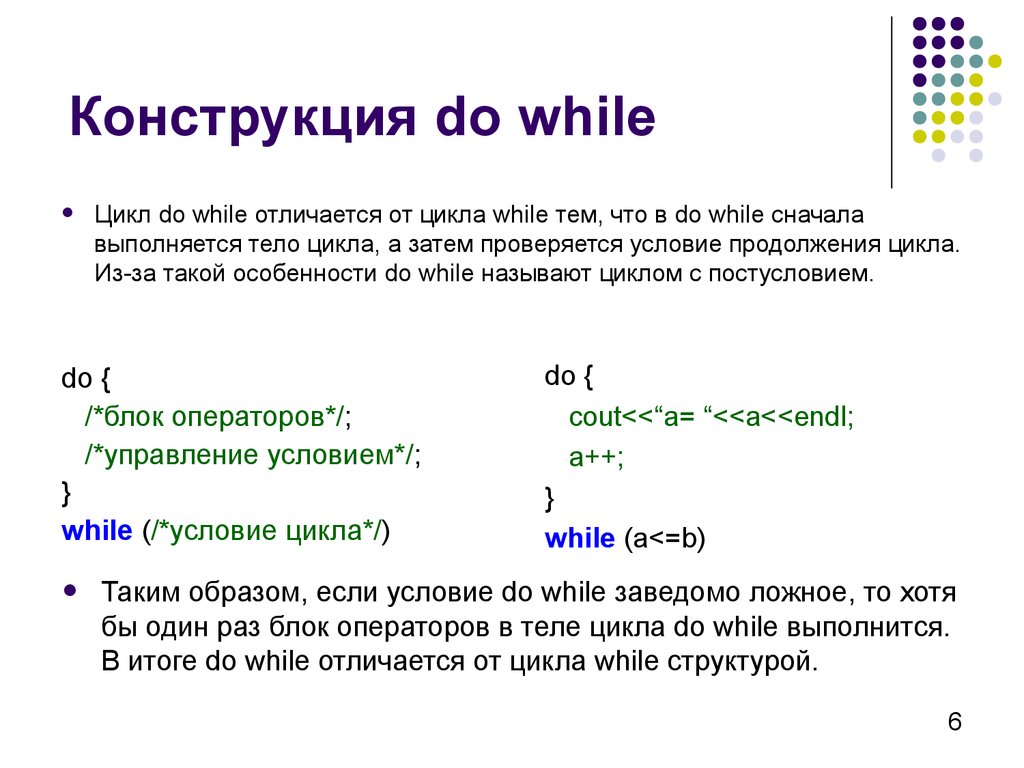 Конструкция do while
Цикл do while отличается от цикла while тем, что в do while сначала
выполняется тело цикла, а затем проверяется условие продолжения цикла.
Из-за такой особенности do while называют циклом с постусловием.
do {
/*блок операторов*/;
/*управление условием*/;
}
while (/*условие цикла*/)
do {
cout<<“a= “<<a<<endl;
a++;
}
while (a<=b)
Таким образом, если условие do while заведомо ложное, то хотя
бы один раз блок операторов в теле цикла do while выполнится.
В итоге do while отличается от цикла while структурой.
6